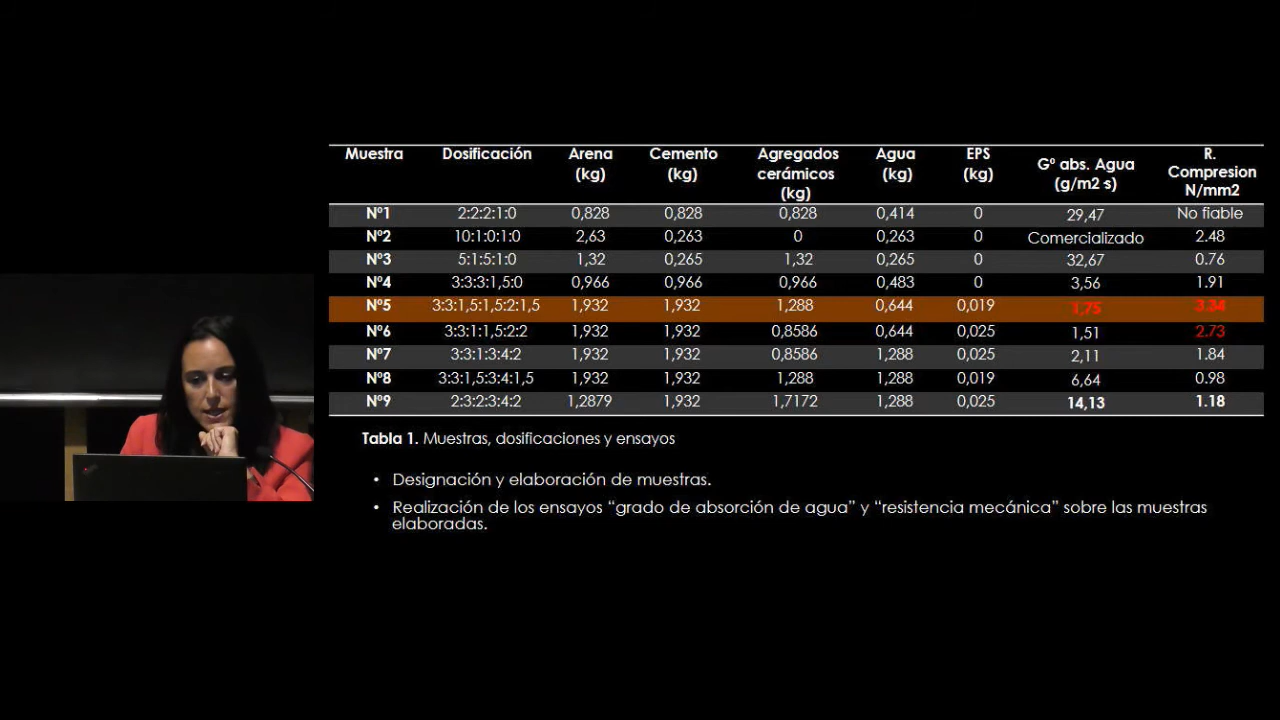 Muestra Dosificación Arena (kg) Cemento (kg) Agregados cerámicos (kg) Agua (kg) EPS (kg) Gº abs. Agua (g/m2 s) R. Compresion N/mm2
Nº1 2:2:2:1:0 0,828 0,828 0,828 0,414 0 29,47 No fiable
Nº2 10:1:0:1:0 2,63 0,263 0 0,263 0 Comercializado 2.48
Nº3 5:1:5:1:0 1,32 0,265 1,32 0,265 0 32,67 0.76
Nº4 3:3:3:1,5:0 0,966 0,966 0,966 0,483 0 3,56 1.91
Nº5 3:3:1,5:1,5:2:1,5 1,932 1,932 1,288 0,644 0,019 1,75 3.34
Nº6 3:3:1:1,5:2:2 1,932 1,932 0,8586 0,644 0,025 1,51 2.73
Nº7 3:3:1:3:4:2 1,932 1,932 0,8586 1,288 0,025 2,11 1.84
Nº8 3:3:1,5:3:4:1,5 1,932 1,932 1,288 1,288 0,019 6,64 0.98
Nº9 2:3:2:3:4:2 1,2879 1,932 1,7172 1,288 0,025 14,13 1.18
Tabla 1. Muestras, dosificaciones y ensayos
• Designación y elaboración de muestras.
• Realización de los ensayos “grado de absorción de agua” y “resistencia mecánica” sobre las muestras
elaboradas.